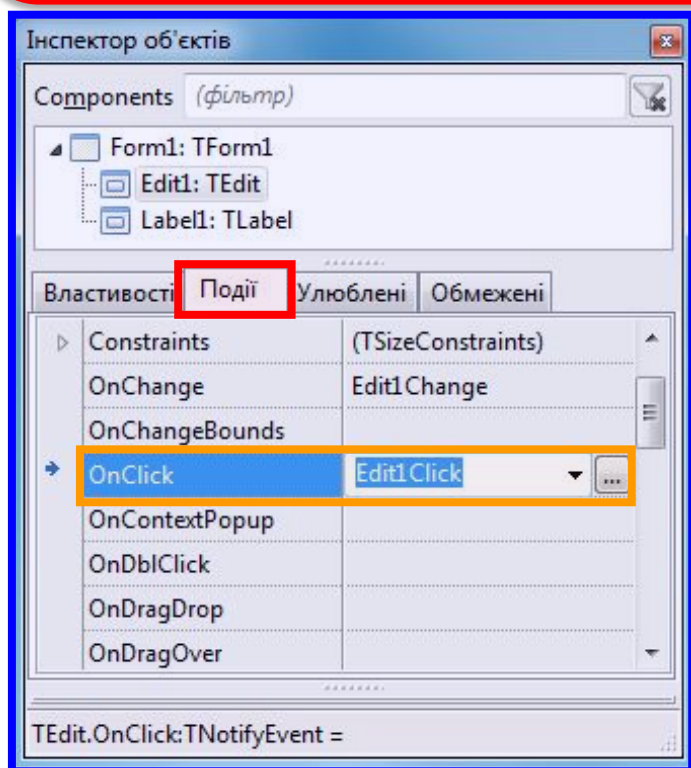 Інспектор об'єктів
Components (фільтр)
Form1: TForm1
Edit1: TEdit
Label1: TLabel
Властивості Події Улюблені Обмежені
Constraints (TSizeConstraints)
OnChange Edit1Change
OnChangeBounds
OnClick Edit1Click ...
OnContextPopup
OnDblClick
OnDragDrop
OnDragOver
TEdit.OnClick:TNotifyEvent =